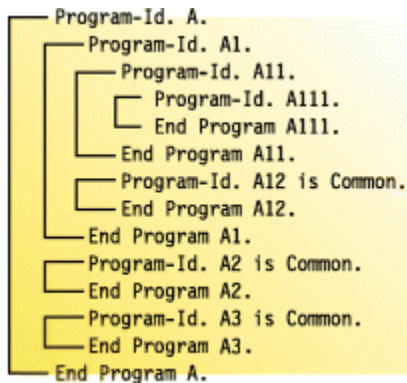 Program-Id. A.
Program-Id. A1.
Program-Id. A11.
Program-Id. A111.
End Program A111.
End Program A11.
Program-Id. A12 is Common.
End Program A12.
End Program A1.
Program-Id. A2 is Common.
End Program A2.
Program-Id. A3 is Common.
End Program A3.
End Program A.